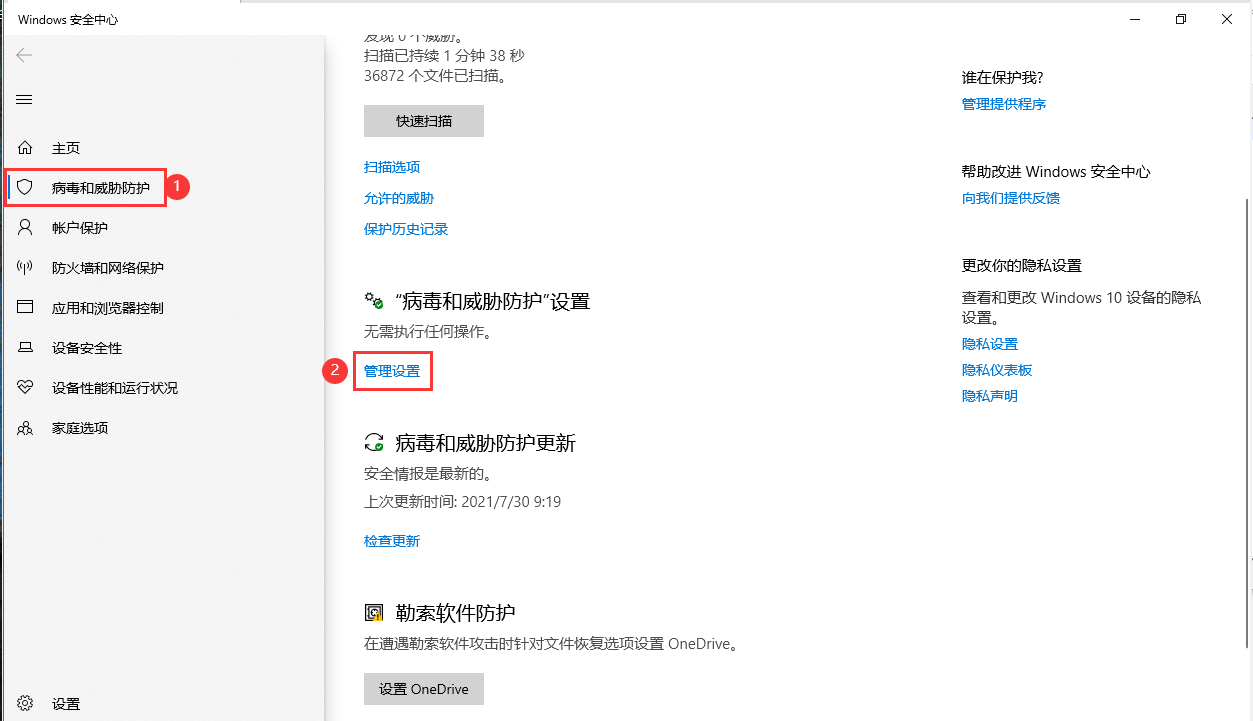 Windows 安全中心
主页
病毒和威胁防护
1
帐户保护
防火墙和网络保护
应用和浏览器控制
设备安全性
设备性能和运行状况
家庭选项
设置
发现 0 个威胁。
扫描已持续 1 分钟 38 秒
36872 个文件已扫描。
快速扫描
扫描选项
允许的威胁
保护历史记录
“病毒和威胁防护”设置
无需执行任何操作。
2
管理设置
病毒和威胁防护更新
安全情报是最新的。
上次更新时间: 2021/7/30 9:19
检查更新
勒索软件防护
在遭遇勒索软件攻击时针对文件恢复选项设置 OneDrive。
设置 OneDrive
谁在保护我?
管理提供程序
帮助改进 Windows 安全中心
向我们提供反馈
更改你的隐私设置
查看和更改 Windows 10 设备的隐私
设置。
隐私设置
隐私仪表板
隐私声明